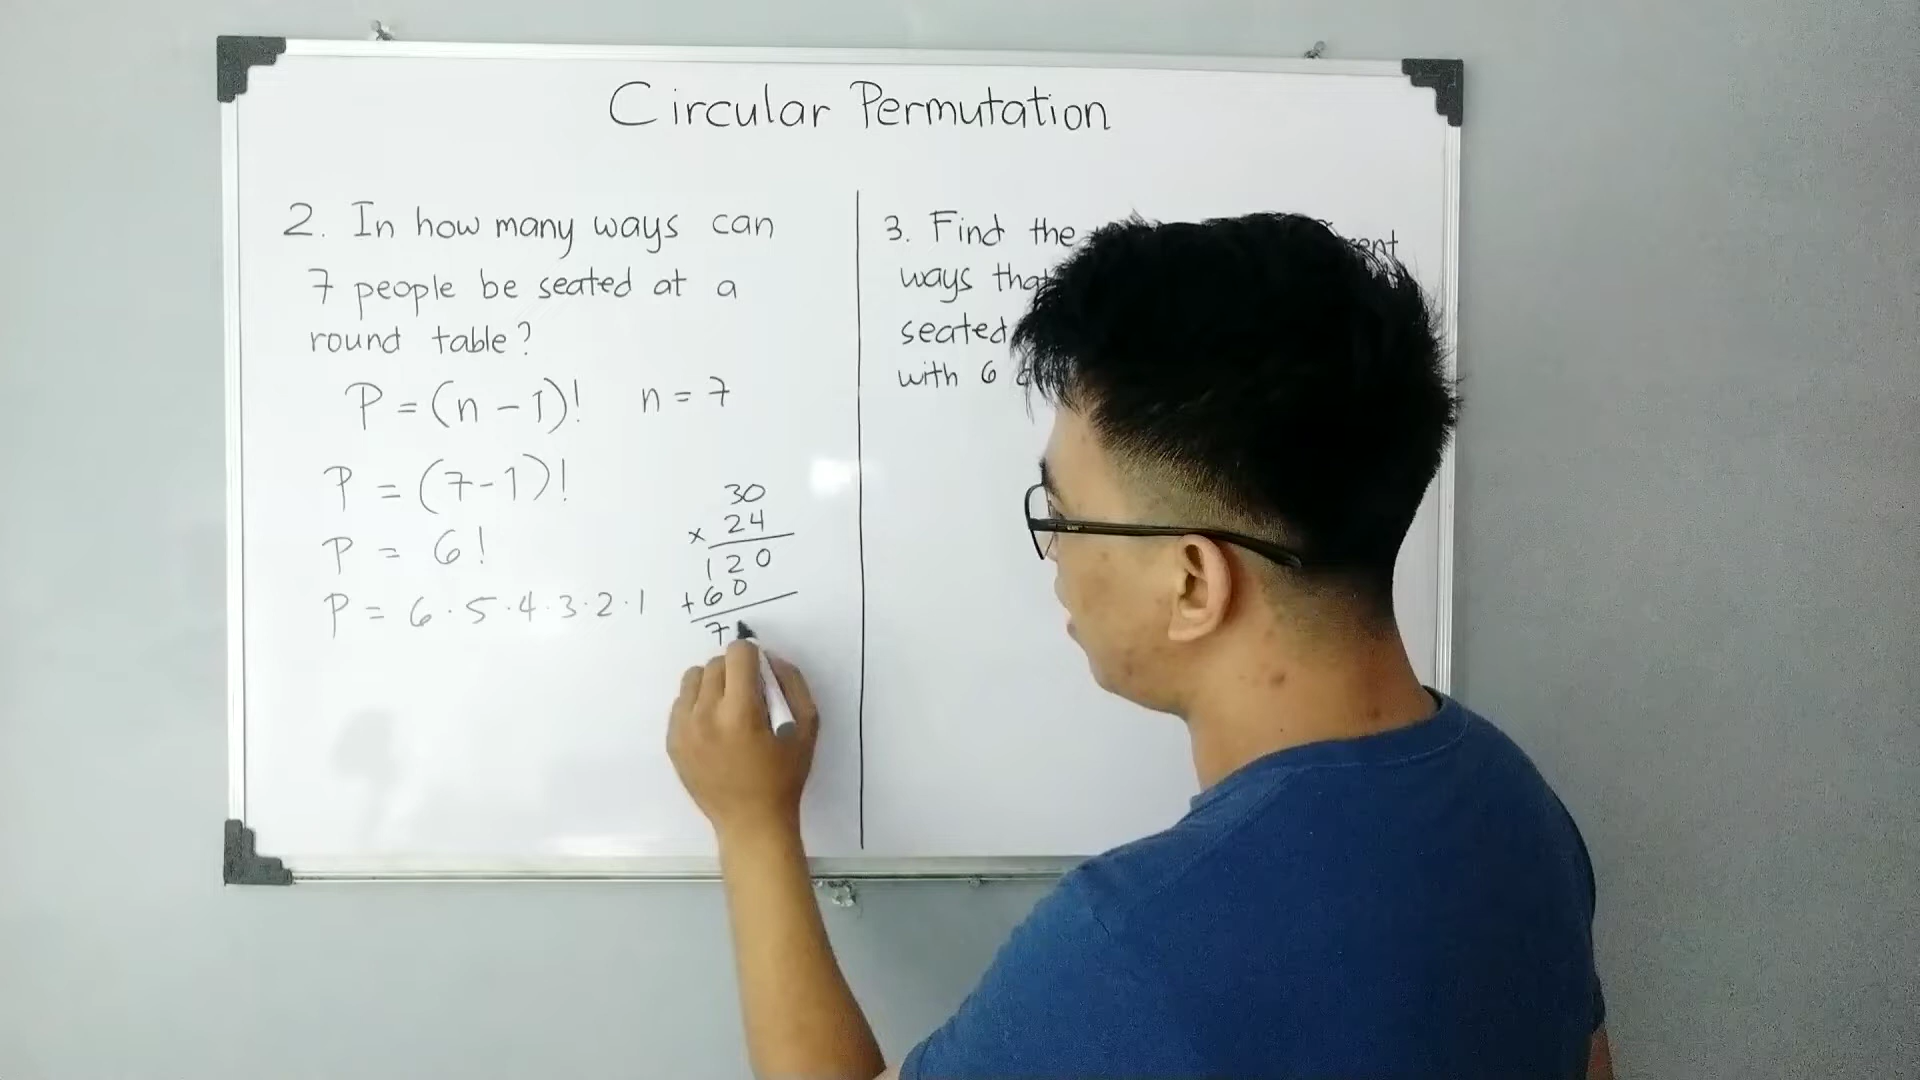 Circular Permutation
2. In how many ways can
7 people be seated at a
round table?
P = (n - 1)! n = 7
P = (7-1)!
P = 6!
P = 6·5·4·3·2·1
30
x 24
120
+60
7
3. Find the
ways that
seated
with 6